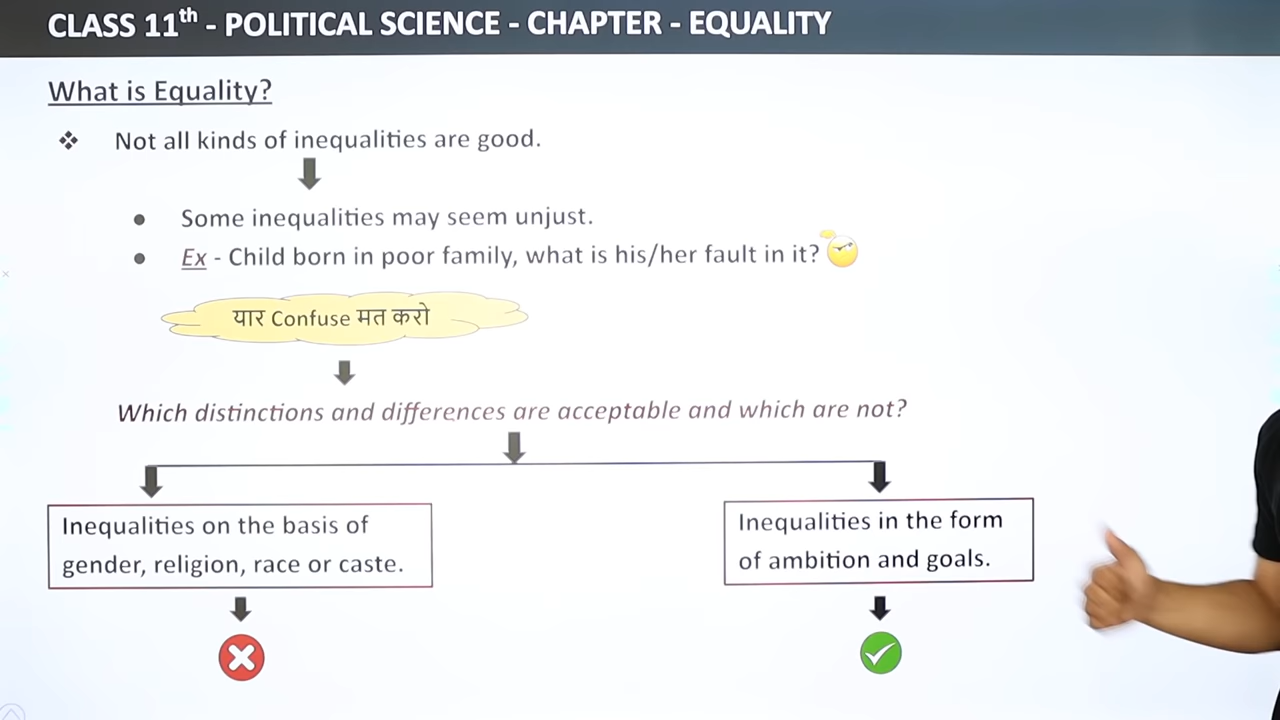 CLASS 11th - POLITICAL SCIENCE - CHAPTER - EQUALITY
What is Equality?
Not all kinds of inequalities are good.
Some inequalities may seem unjust.
Ex - Child born in poor family, what is his/her fault in it?
यार Confuse मत करो
Which distinctions and differences are acceptable and which are not?
Inequalities on the basis of
gender, religion, race or caste.
Inequalities in the form
of ambition and goals.